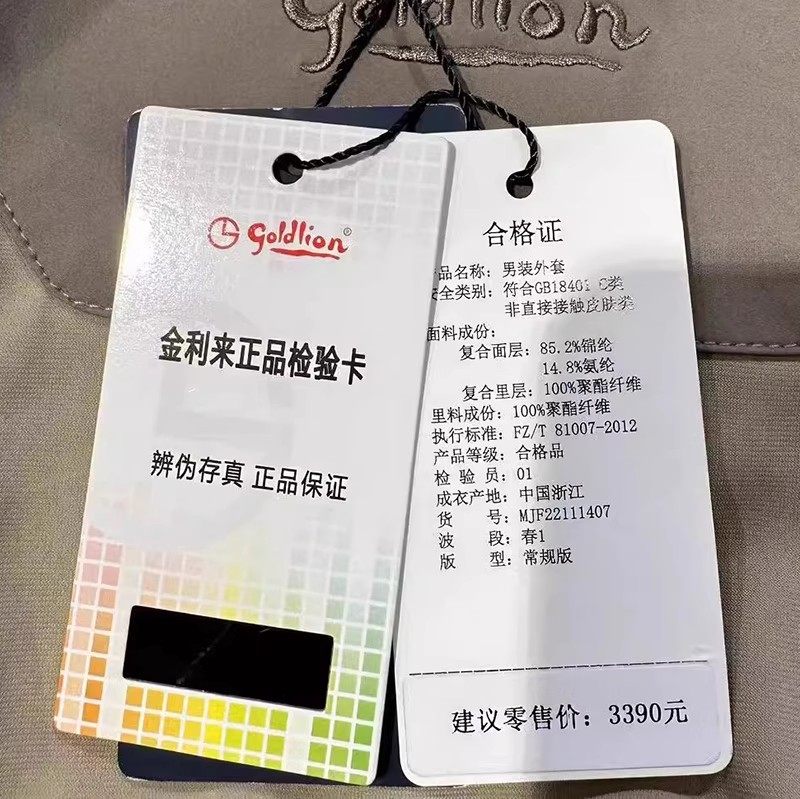 goldlion
goldlion®
金利来正品检验卡
辨伪存真 正品保证
合格证
品名称：男装外套
安全类别：符合GB18401 C类
非直接接触皮肤类
面料成份：
复合面层：85.2%锦纶
14.8%氨纶
复合里层：100%聚酯纤维
里料成份：100%聚酯纤维
执行标准：FZ/T 81007-2012
产品等级：合格品
检 验 员：01
成衣产地：中国浙江
货 号：MJF22111407
波 段：春1
版 型：常规版
建议零售价：3390元